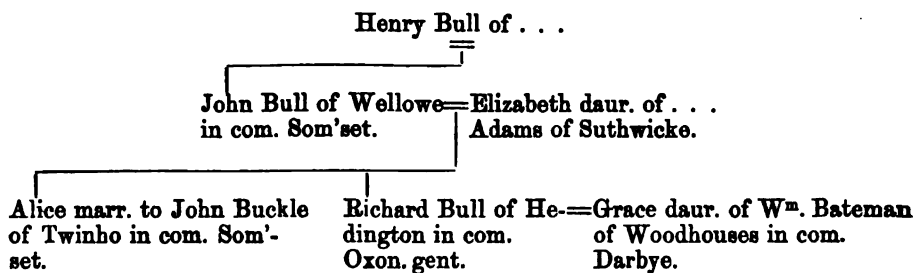 Henry Bull of . . .
John Bull of Wellowe=Elizabeth daur. of . . .
in com. Som'set. Adams of Suthwicke.
Alice marr. to John Buckle
of Twinho in com. Som'-
set.
Richard Bull of He-=Grace daur. of Wm. Bateman
dington in com. of Woodhouses in com.
Oxon. gent. Darbye.